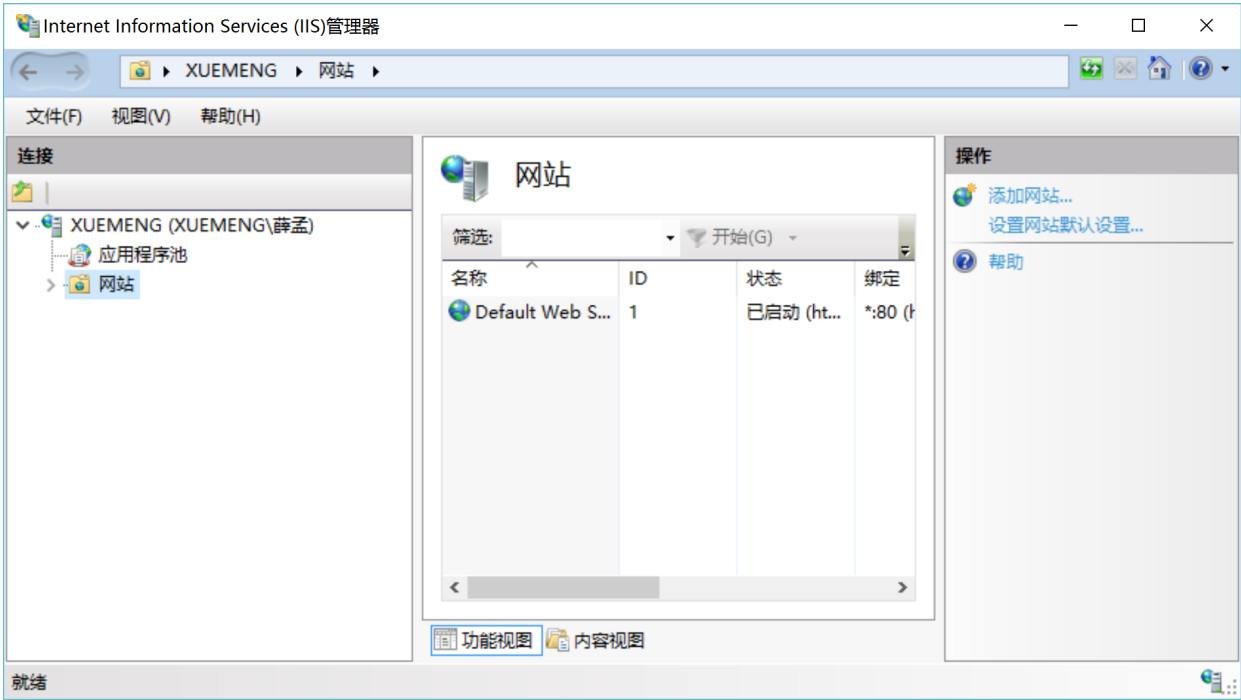 Internet Information Services (IIS)管理器
XUEMENG 网站
文件(F) 视图(V) 帮助(H)
连接
XUEMENG (XUEMENG\薛孟)
应用程序池
网站
网站
筛选: 开始(G)
名称 ID 状态 绑定
Default Web S... 1 已启动 (ht... *:80 (h
功能视图 内容视图
操作
添加网站...
设置网站默认设置...
帮助
就绪